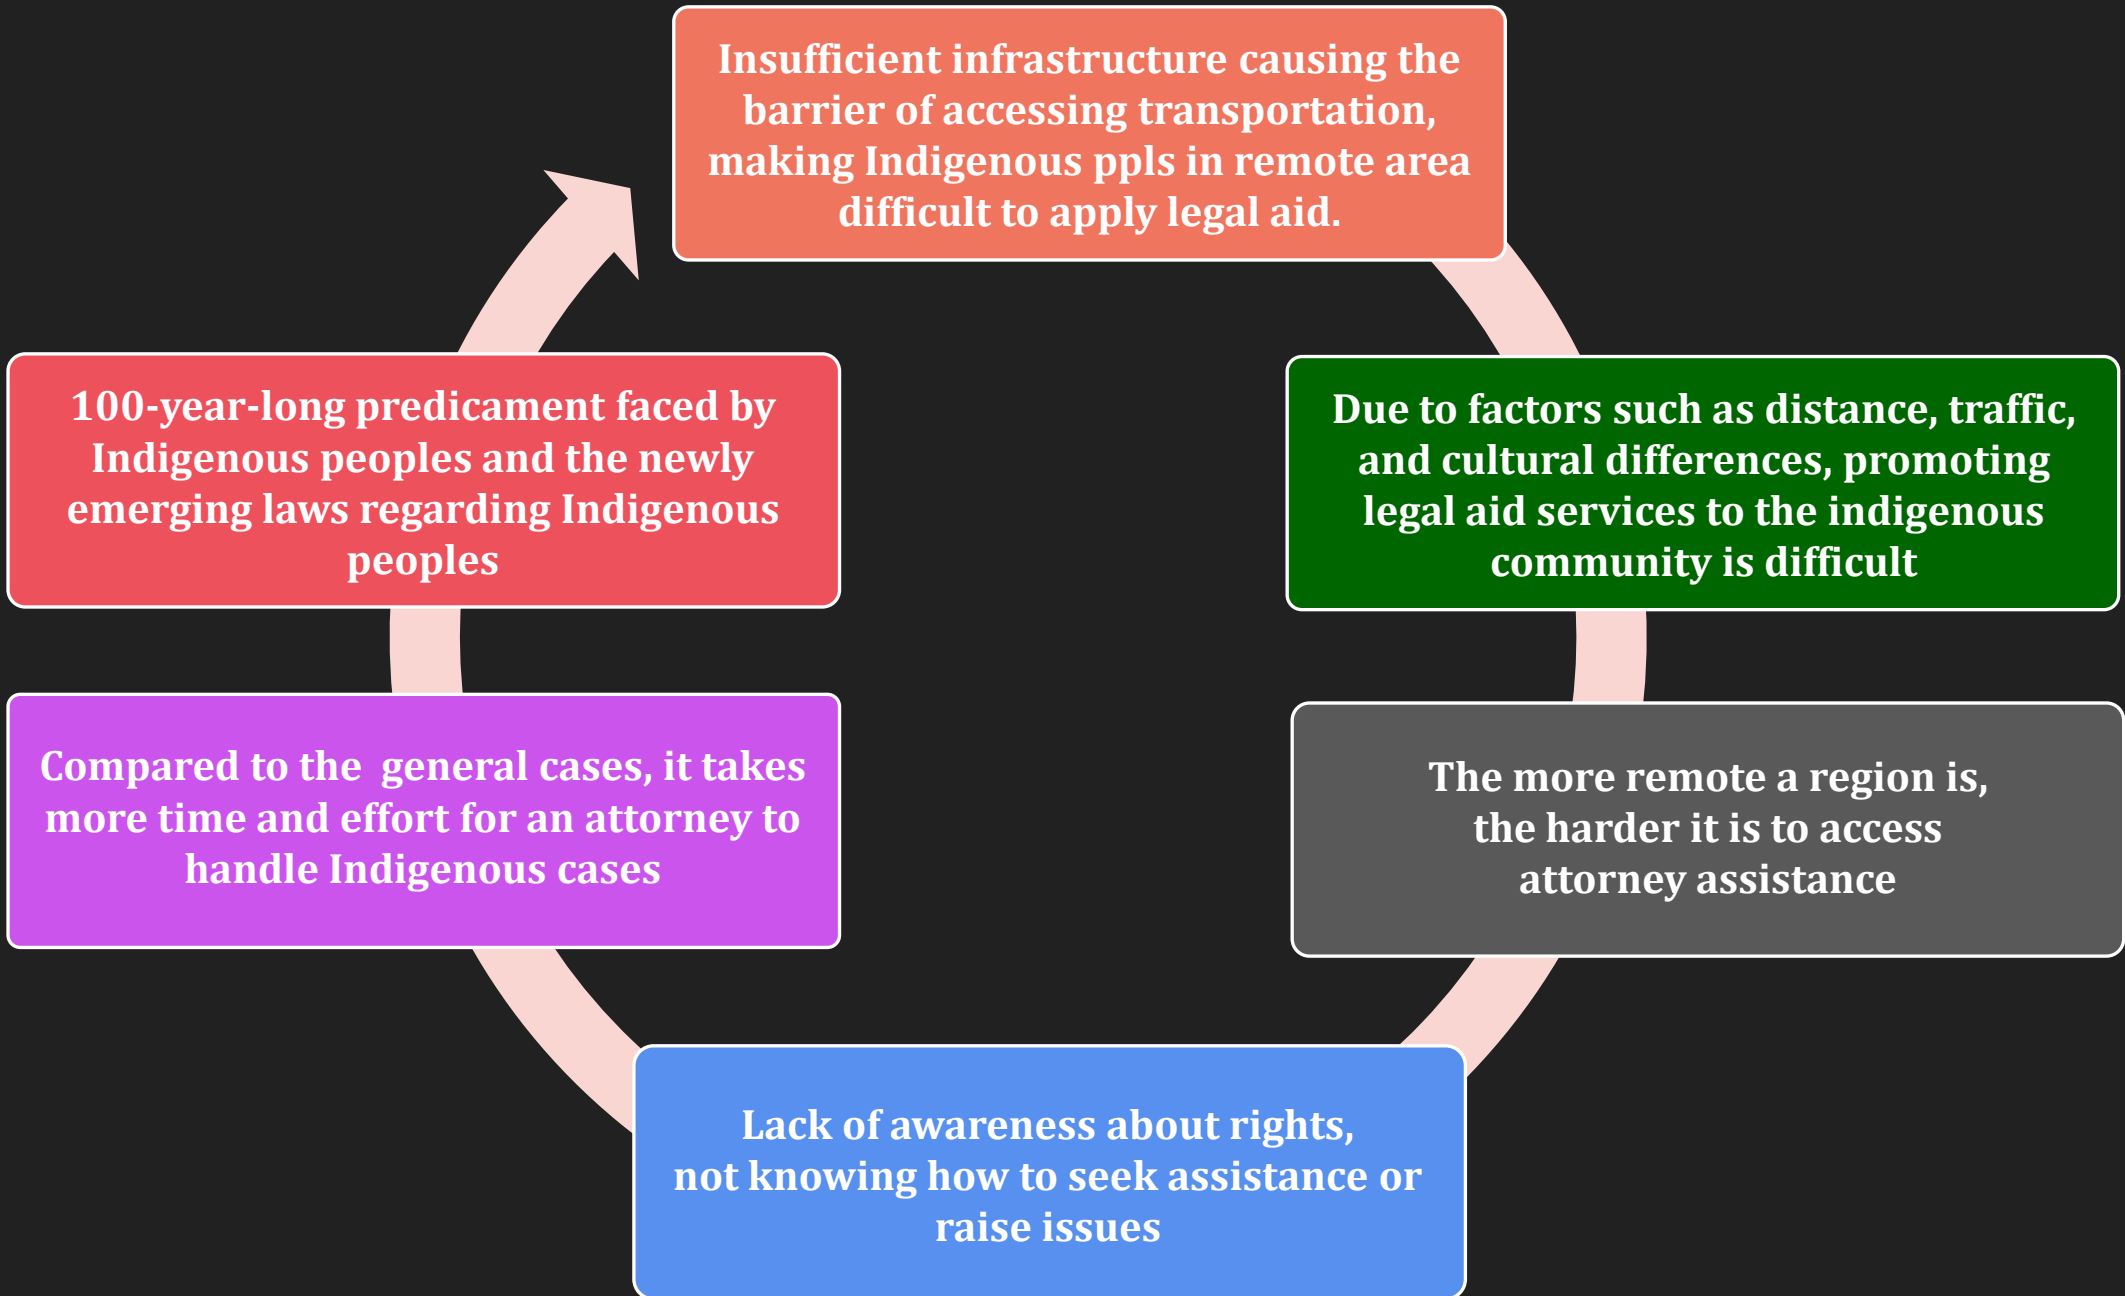 Insufficient infrastructure causing the
barrier of accessing transportation,
making Indigenous ppls in remote area
difficult to apply legal aid.
Due to factors such as distance, traffic,
and cultural differences, promoting
legal aid services to the indigenous
community is difficult
The more remote a region is,
the harder it is to access
attorney assistance
Lack of awareness about rights,
not knowing how to seek assistance or
raise issues
Compared to the  general cases, it takes
more time and effort for an attorney to
handle Indigenous cases
100-year-long predicament faced by
Indigenous peoples and the newly
emerging laws regarding Indigenous
peoples